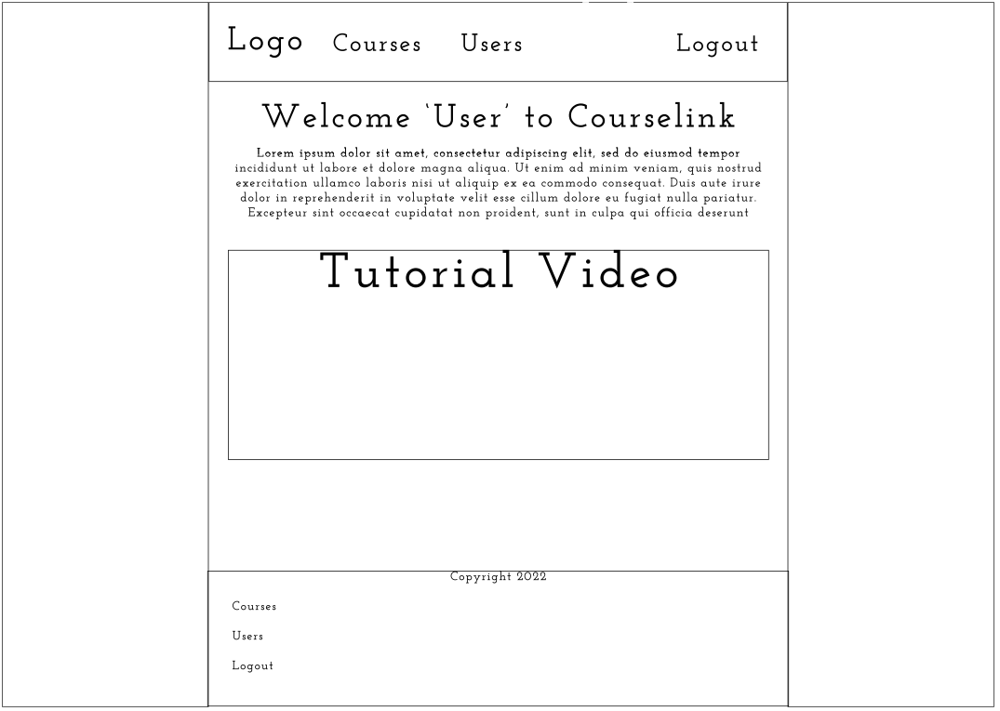 Logo Courses Users Logout
Welcome ‘User’ to Courselink
Lorem ipsum dolor sit amet, consectetur adipiscing elit, sed do eiusmod tempor
incididunt ut labore et dolore magna aliqua. Ut enim ad minim veniam, quis nostrud
exercitation ullamco laboris nisi ut aliquip ex ea commodo consequat. Duis aute irure
dolor in reprehenderit in voluptate velit esse cillum dolore eu fugiat nulla pariatur.
Excepteur sint occaecat cupidatat non proident, sunt in culpa qui officia deserunt
Tutorial Video
Copyright 2022
Courses
Users
Logout